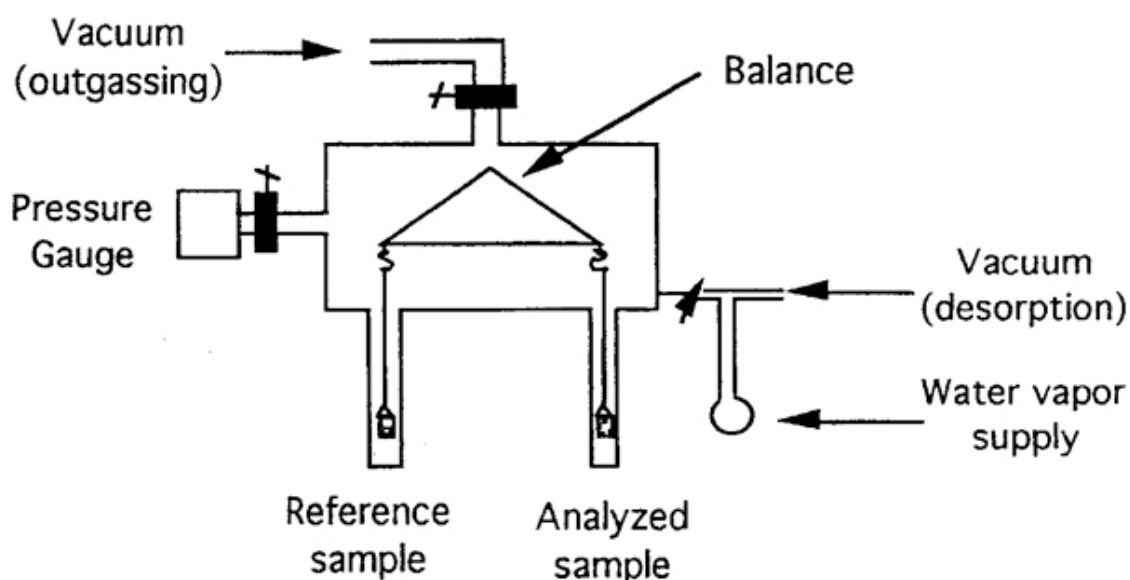 Vacuum
(outgassing)
Balance
Pressure
Gauge
Vacuum
(desorption)
Water vapor
supply
Reference
sample
Analyzed
sample